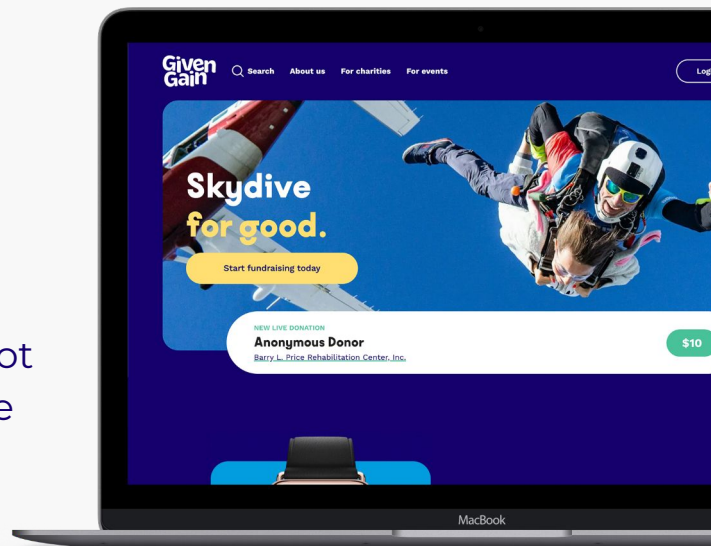 Given
Gain
Search About us For charities For events
Skydive
for good.
Start fundraising today
NEW LIVE DONATION
Anonymous Donor
Barry L. Price Rehabilitation Center, Inc.
$10
MacBook